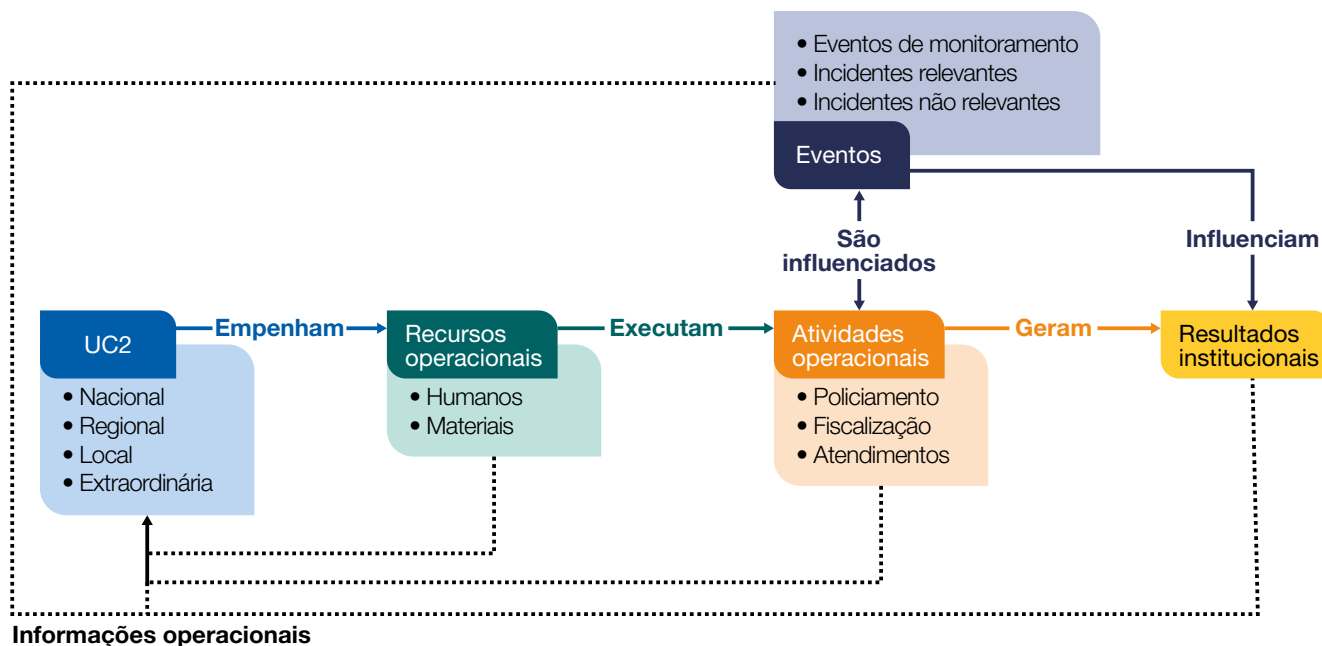 • Eventos de monitoramento
• Incidentes relevantes
• Incidentes não relevantes
Eventos
São
influenciados
Influenciam
UC2
Empenham
Recursos
operacionais
Executam
Atividades
operacionais
Geram
Resultados
institucionais
• Nacional
• Regional
• Local
• Extraordinária
• Humanos
• Materiais
• Policiamento
• Fiscalização
• Atendimentos
Informações operacionais